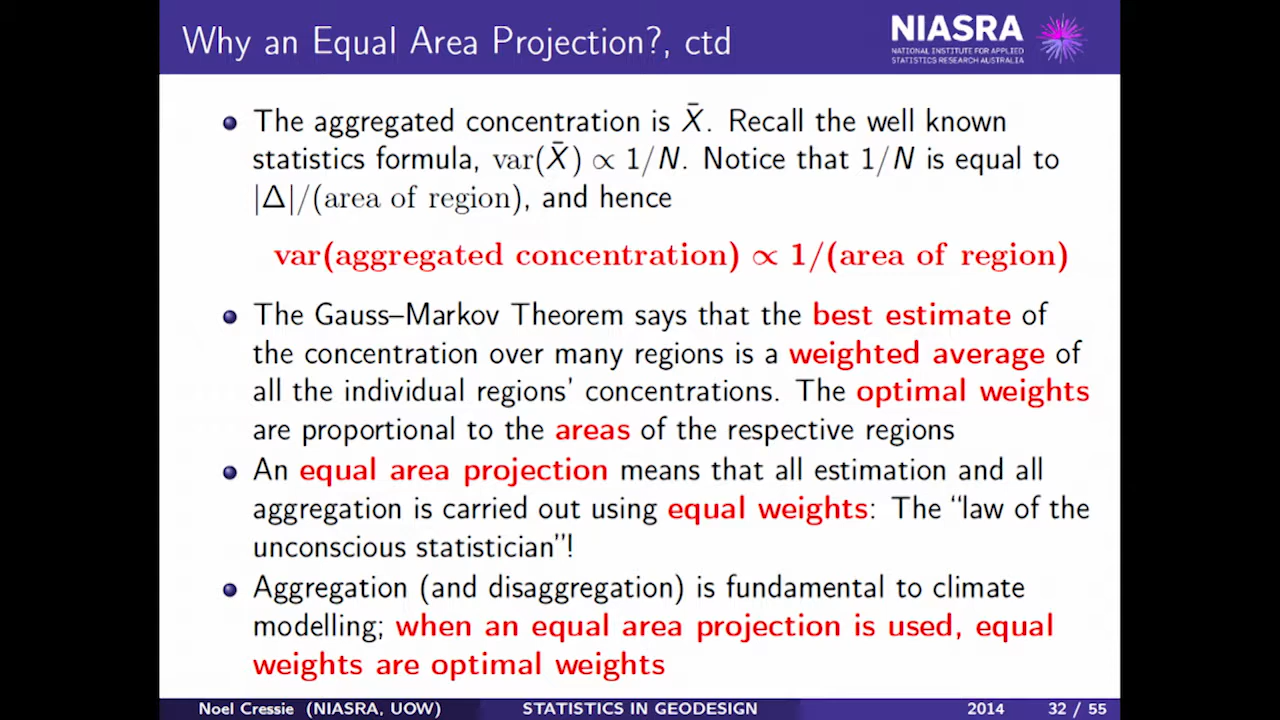 Why an Equal Area Projection?, ctd
NIASRA
NATIONAL INSTITUTE FOR APPLIED
STATISTICS RESEARCH AUSTRALIA
The aggregated concentration is X̄. Recall the well known
statistics formula, var(X̄) ∝ 1/N. Notice that 1/N is equal to
|Δ|/(area of region), and hence
var(aggregated concentration) ∝ 1/(area of region)
The Gauss–Markov Theorem says that the best estimate of
the concentration over many regions is a weighted average of
all the individual regions' concentrations. The optimal weights
are proportional to the areas of the respective regions
An equal area projection means that all estimation and all
aggregation is carried out using equal weights: The “law of the
unconscious statistician”!
Aggregation (and disaggregation) is fundamental to climate
modelling; when an equal area projection is used, equal
weights are optimal weights
Noel Cressie (NIASRA, UOW) STATISTICS IN GEODESIGN 2014 32 / 55